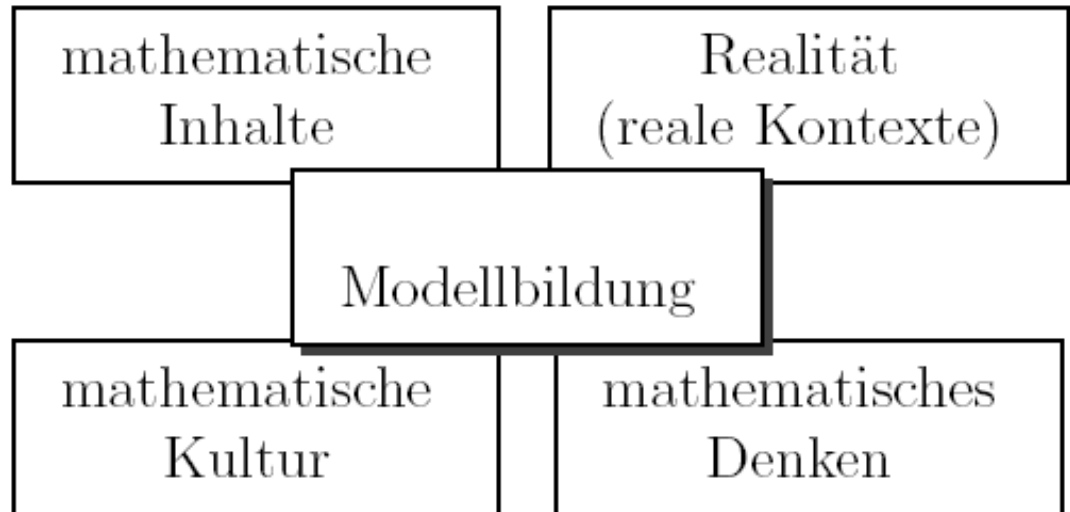 mathematische
Inhalte
Realität
(reale Kontexte)
Modellbildung
mathematische
Kultur
mathematisches
Denken